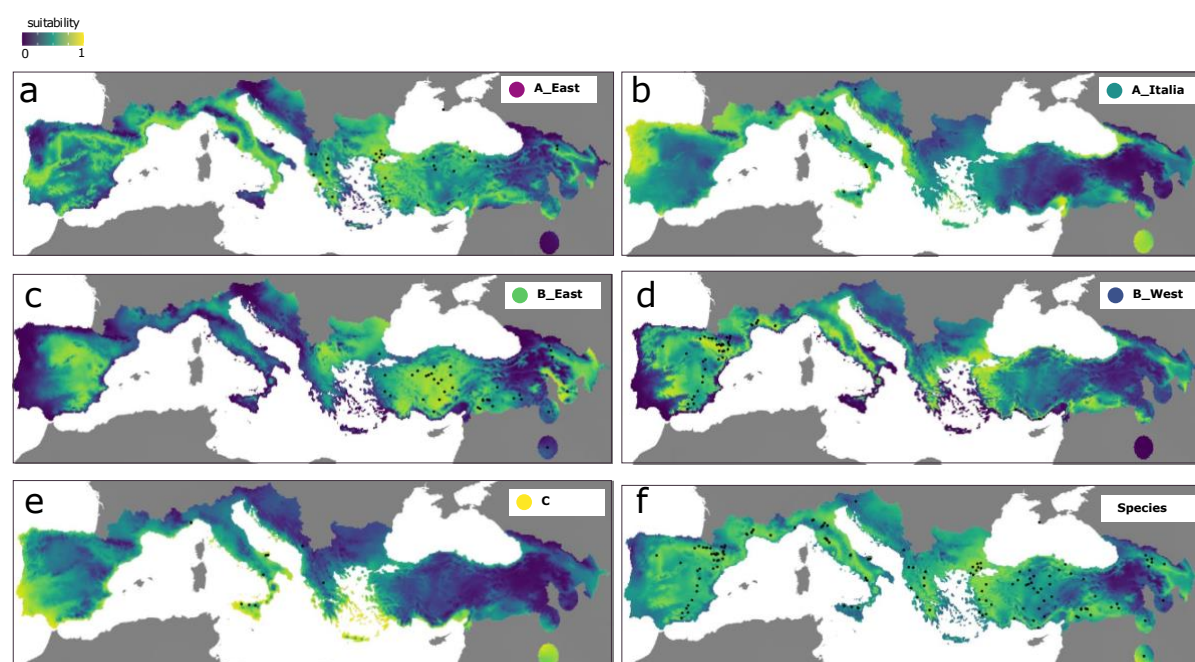 suitability
0 1
a A_East
b A_Italia
c B_East
d B_West
e C
f Species